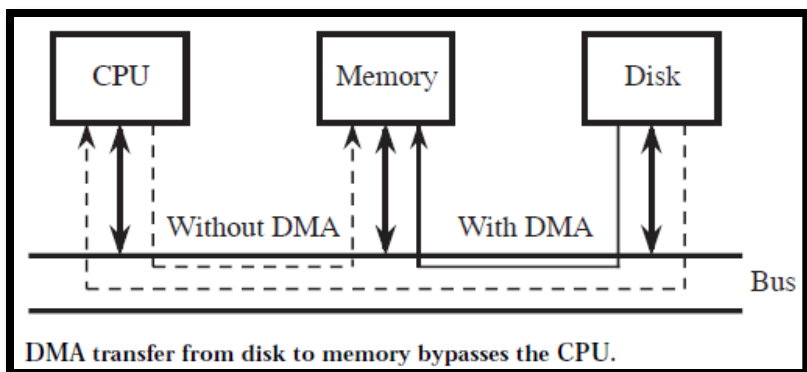 CPU
Memory
Disk
Without DMA
With DMA
Bus
DMA transfer from disk to memory bypasses the CPU.